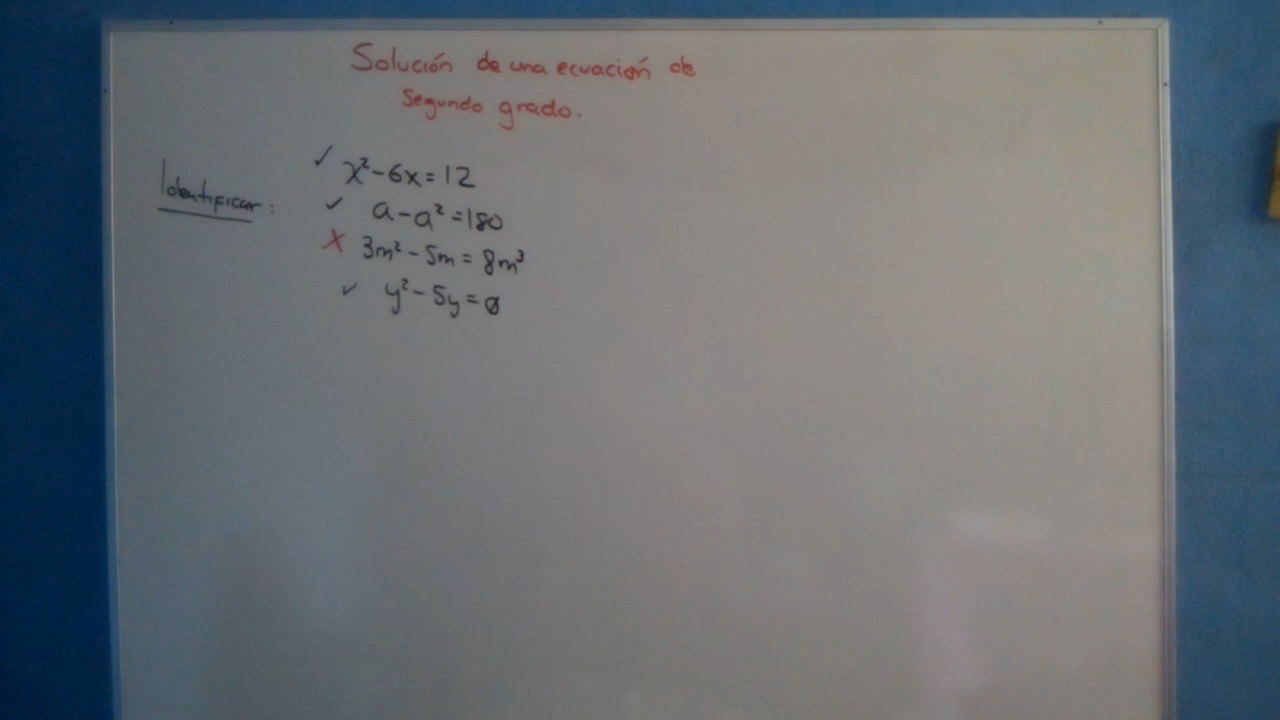 Solución de una ecuación de
Segundo grado.
Identificar:
✓ x²-6x=12
✓ a-a²=180
X 3m²-5m=8m³
✓ y²-5y=0